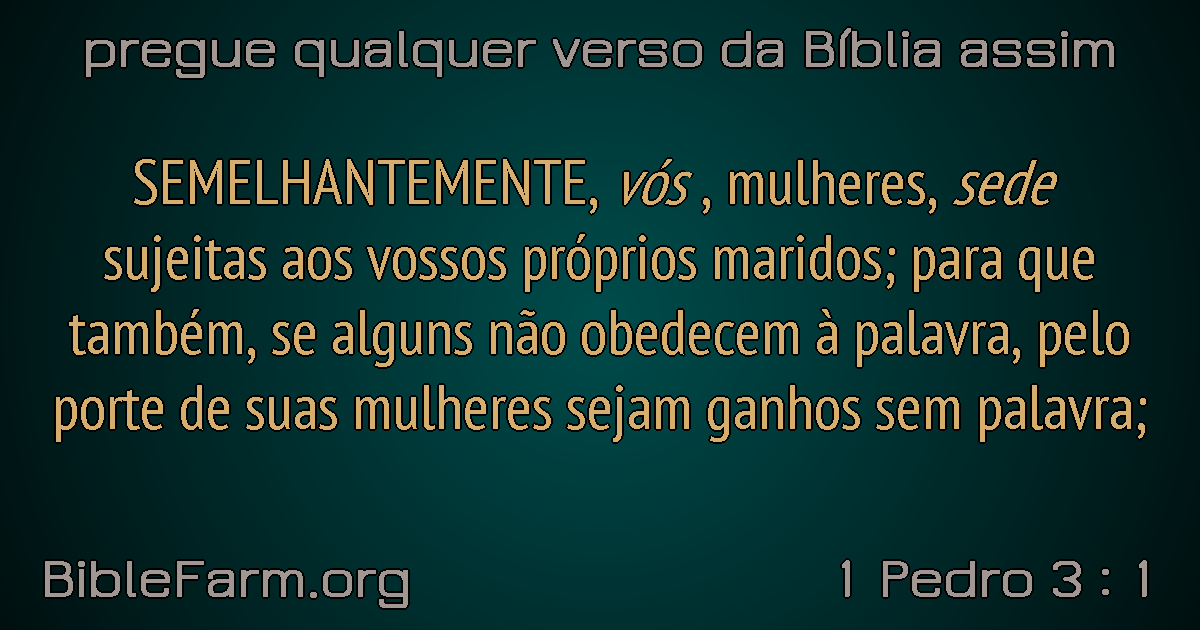 pregue qualquer verso da Bíblia assim
SEMELHANTEMENTE, vós , mulheres, sede
sujeitas aos vossos próprios maridos; para que
também, se alguns não obedecem à palavra, pelo
porte de suas mulheres sejam ganhos sem palavra;
BibleFarm.org
1 Pedro 3 : 1